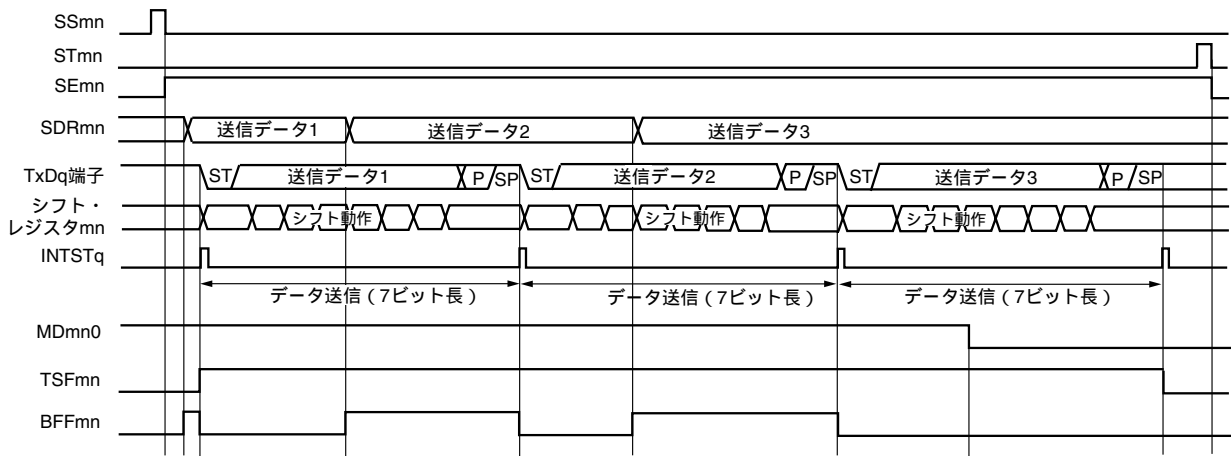 SSmn
STmn
SEmn
SDRmn 送信データ1 送信データ2 送信データ3
TxDq端子 ST 送信データ1 P SP ST 送信データ2 P SP ST 送信データ3 P SP
シフト・
レジスタmn シフト動作 シフト動作 シフト動作
INTSTq
データ送信（7ビット長） データ送信（7ビット長） データ送信（7ビット長）
MDmn0
TSFmn
BFFmn